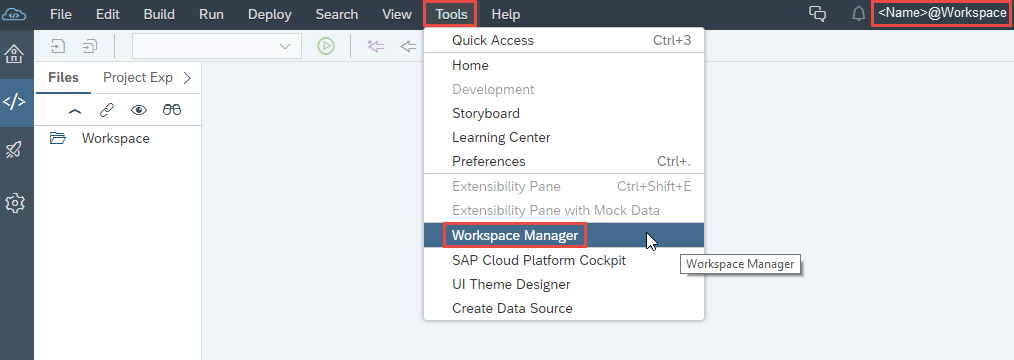 File Edit Build Run Deploy Search View Tools Help <Name>@Workspace
Quick Access Ctrl+3
Home
Development
Storyboard
Learning Center
Preferences Ctrl+.
Extensibility Pane Ctrl+Shift+E
Extensibility Pane with Mock Data
Workspace Manager
SAP Cloud Platform Cockpit
UI Theme Designer
Create Data Source
Workspace Manager
Files Project Exp
Workspace